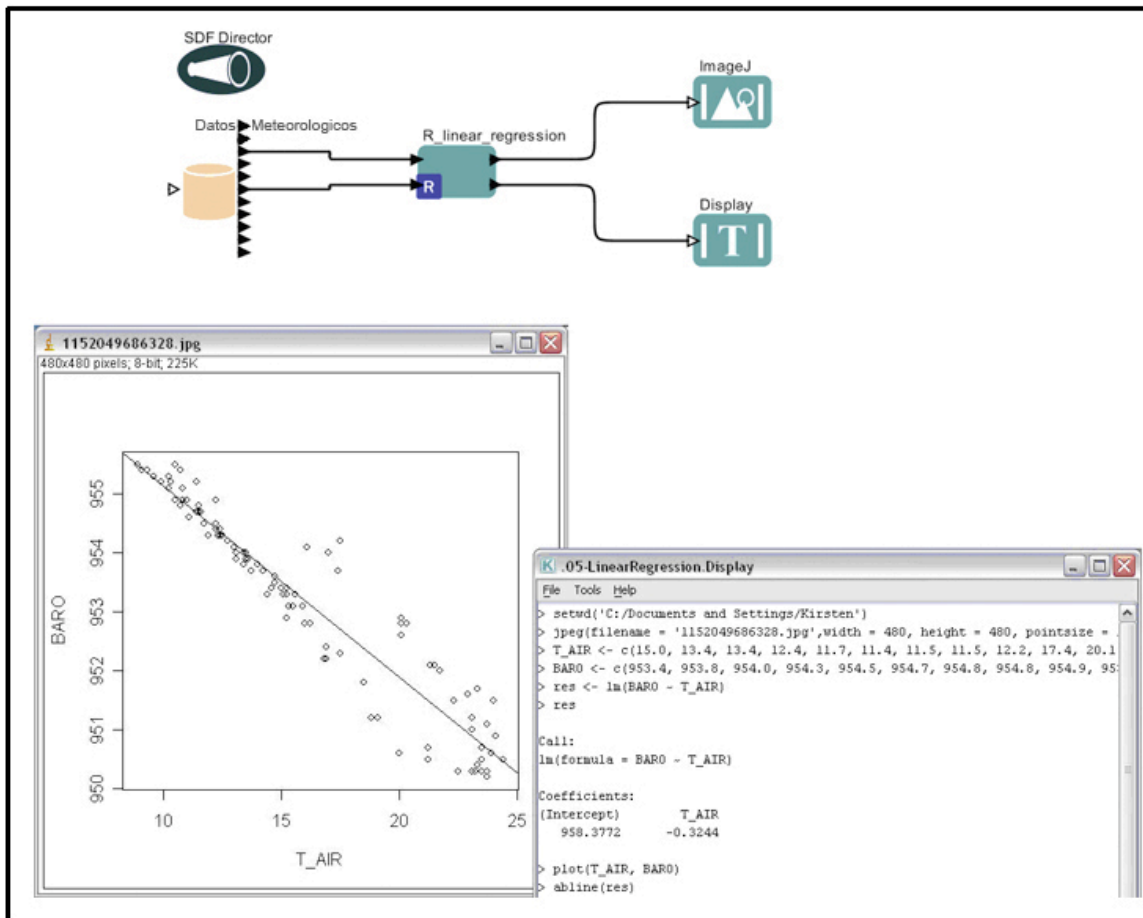 SDF Director
ImageJ
Datos Meteorologicos
R_linear_regression
R
Display
T
1152049686328.jpg
480x480 pixels; 8-bit; 225K
955
954
953
952
951
950
BARO
10 15 20 25
T_AIR
.05-LinearRegression.Display
File Tools Help
> setwd('C:/Documents and Settings/Kirsten')
> jpeg(filename = '1152049686328.jpg',width = 480, height = 480, pointsize =
> T_AIR <- c(15.0, 13.4, 13.4, 12.4, 11.7, 11.4, 11.5, 11.5, 12.2, 17.4, 20.1
> BARO <- c(953.4, 953.8, 954.0, 954.3, 954.5, 954.7, 954.8, 954.8, 954.9, 95
> res <- lm(BARO ~ T_AIR)
> res
Call:
lm(formula = BARO ~ T_AIR)
Coefficients:
(Intercept) T_AIR
958.3772 -0.3244
> plot(T_AIR, BARO)
> abline(res)